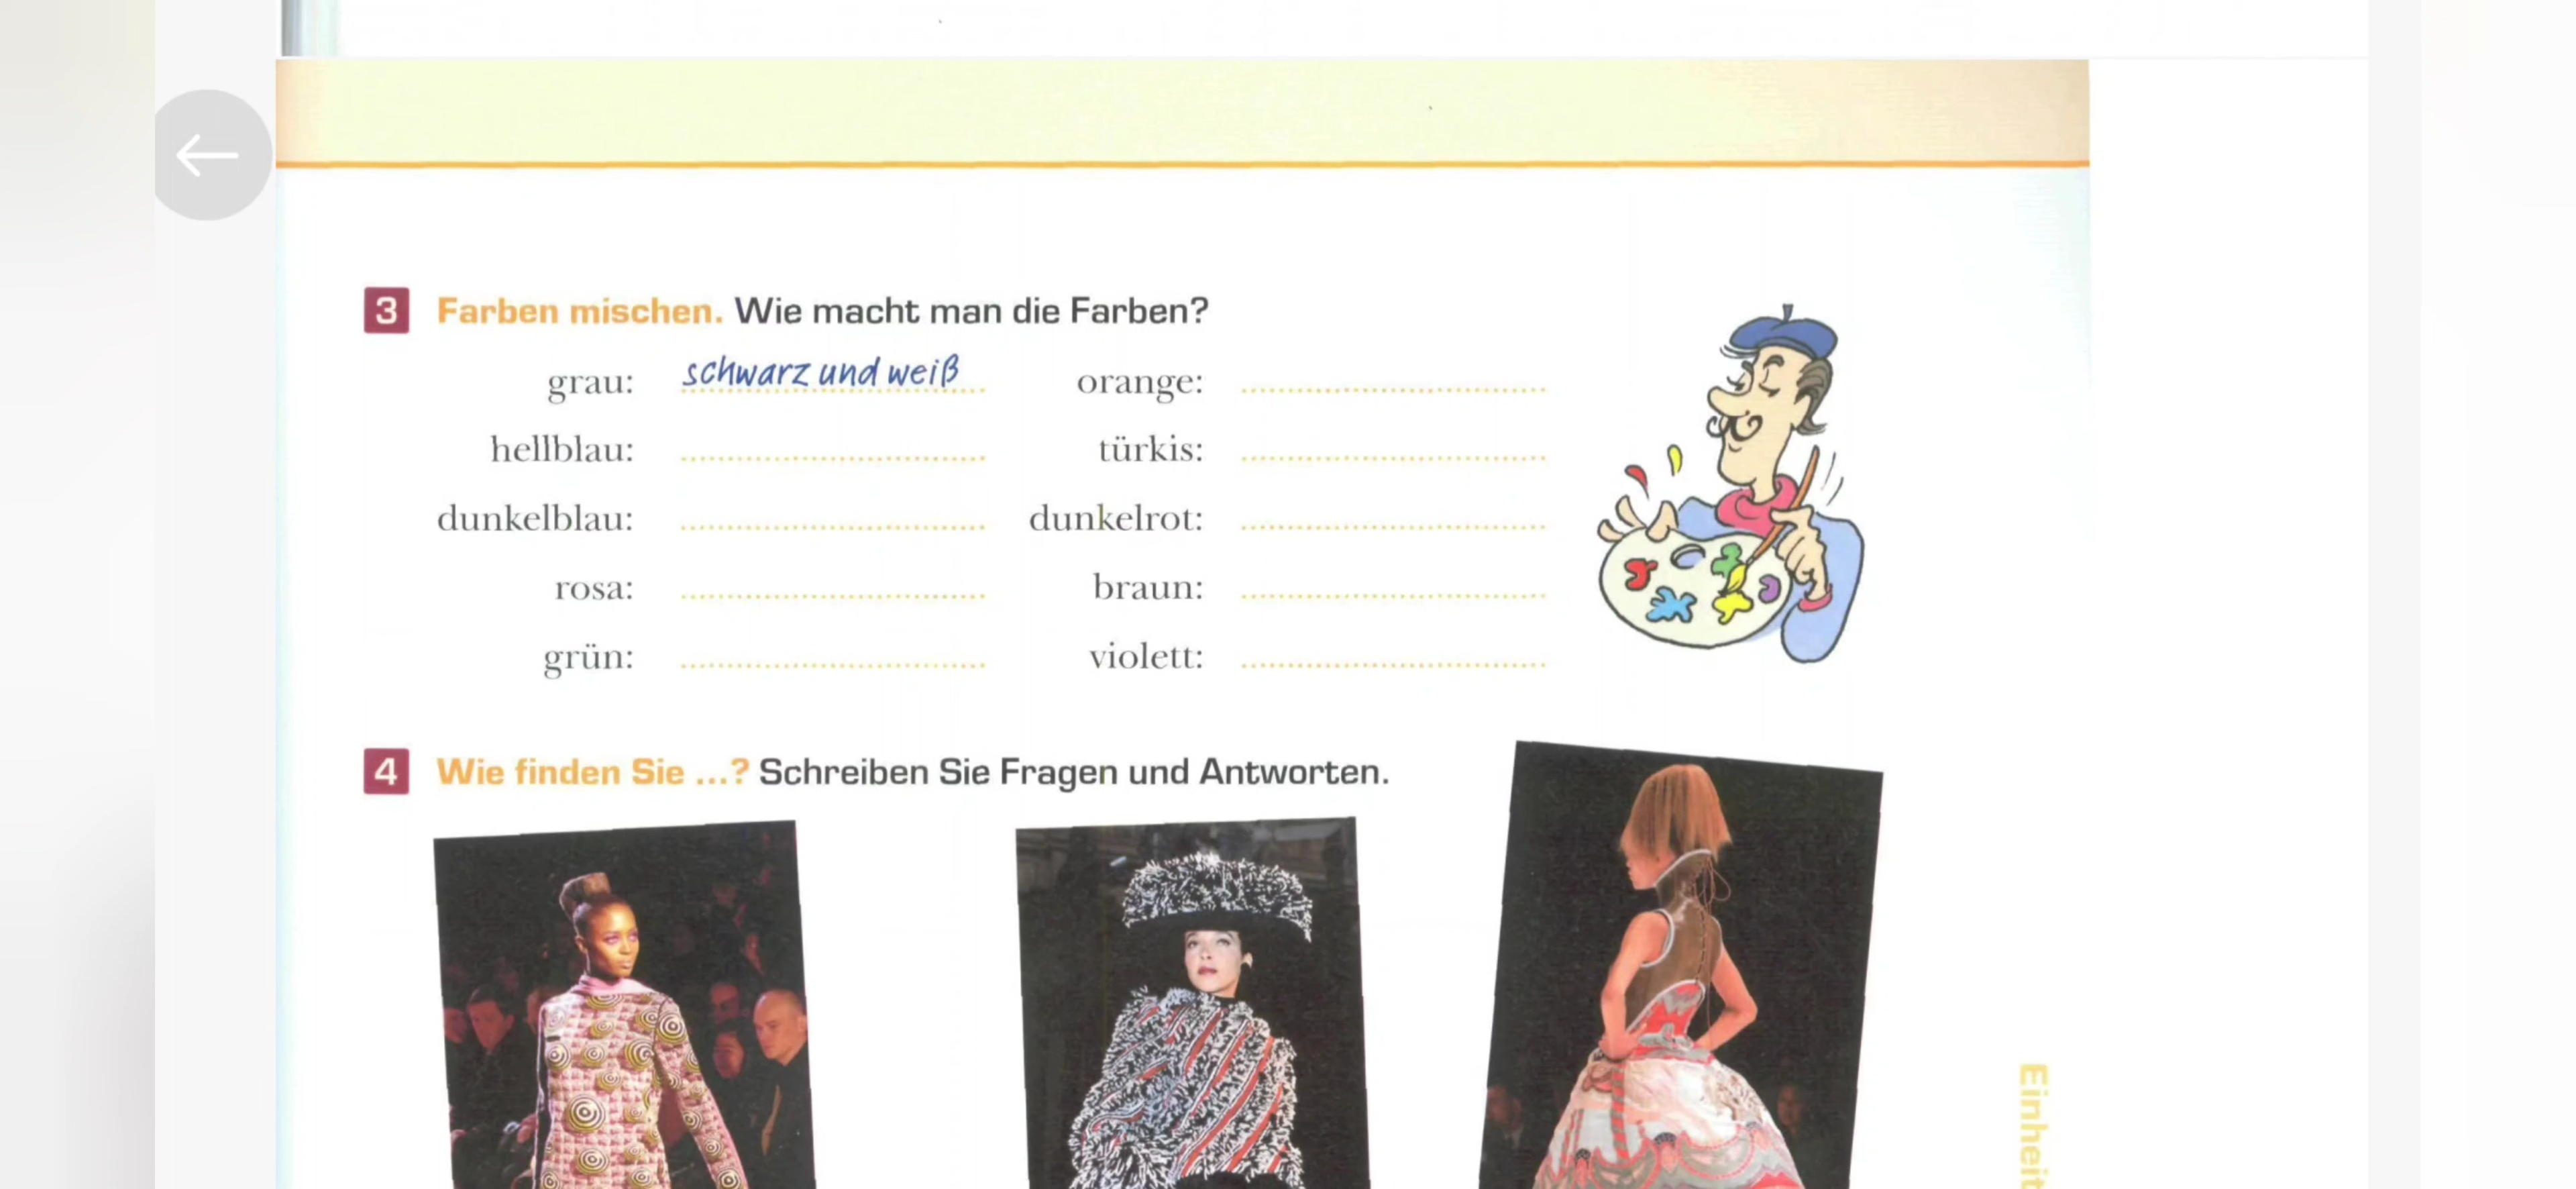 3 Farben mischen. Wie macht man die Farben?
grau: schwarz und weiß orange:
hellblau: türkis:
dunkelblau: dunkelrot:
rosa: braun:
grün: violett:
4 Wie finden Sie ...? Schreiben Sie Fragen und Antworten.
Einheit